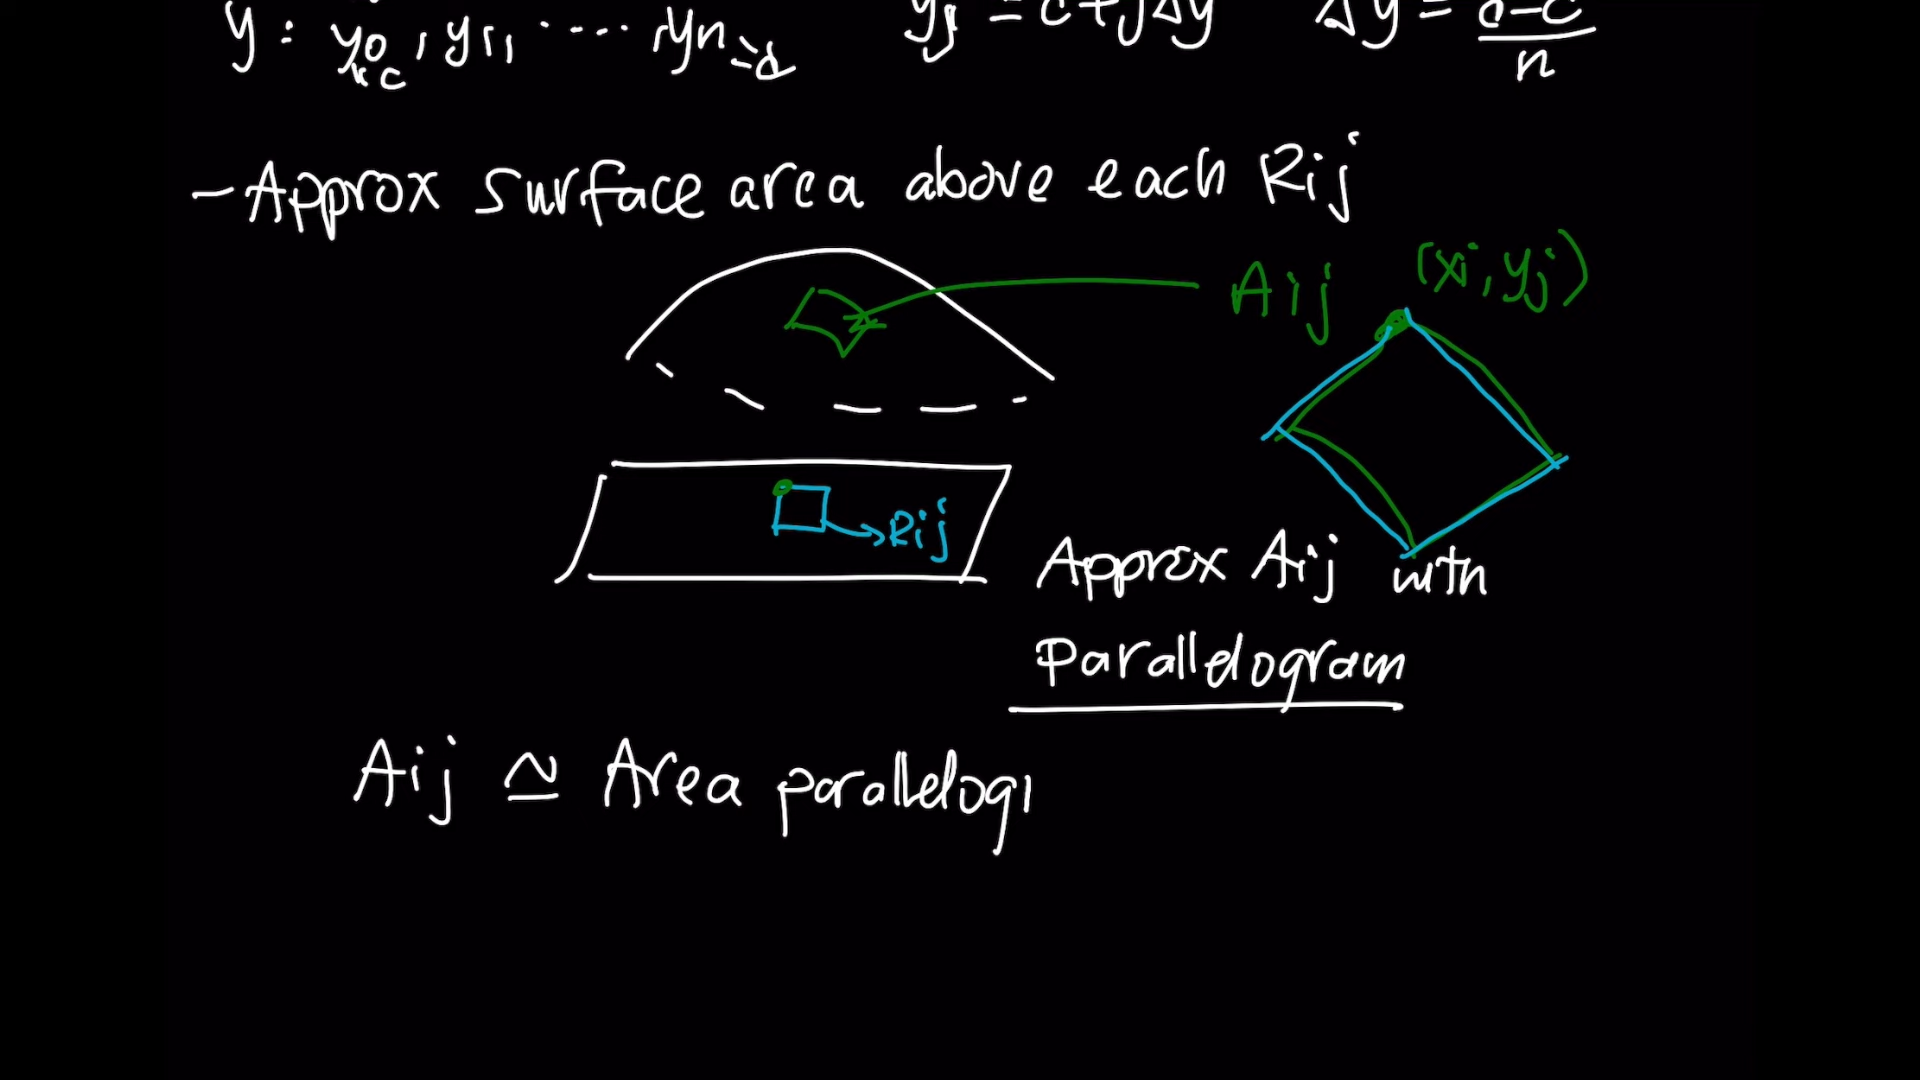 y: y0, y1, ···· , yn yj = c + jΔy Δy = d-c / n
=c =d
- Approx surface area above each Rij
(xi, yj)
Aij
Rij
Approx Aij with
Parallelogram
Aij ≃ Area parallelogr